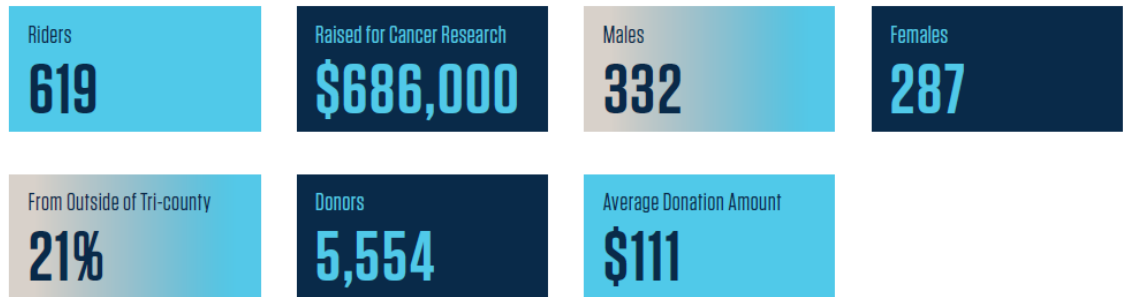 Riders
619
Raised for Cancer Research
$686,000
Males
332
Females
287
From Outside of Tri-county
21%
Donors
5,554
Average Donation Amount
$111